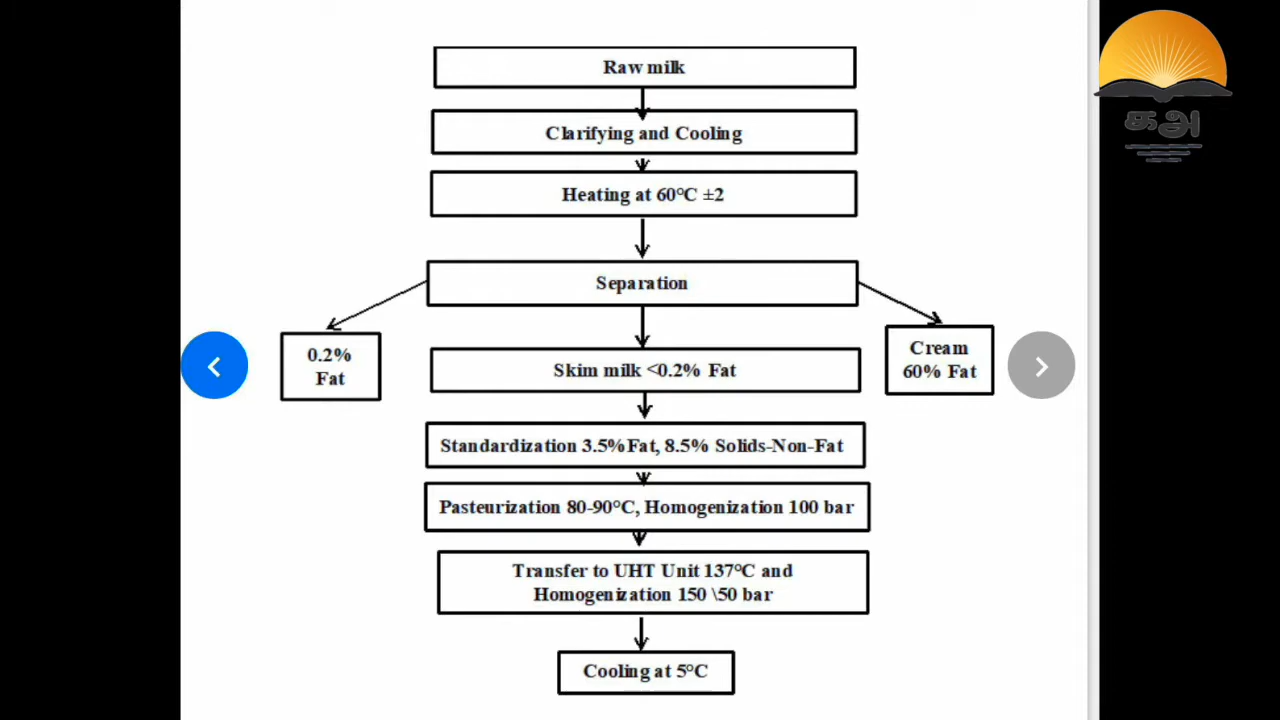 Raw milk
Clarifying and Cooling
Heating at 60°C ±2
Separation
0.2%
Fat
Skim milk <0.2% Fat
Cream
60% Fat
Standardization 3.5%Fat, 8.5% Solids-Non-Fat
Pasteurization 80-90°C, Homogenization 100 bar
Transfer to UHT Unit 137°C and
Homogenization 150 \50 bar
Cooling at 5°C
கஅ